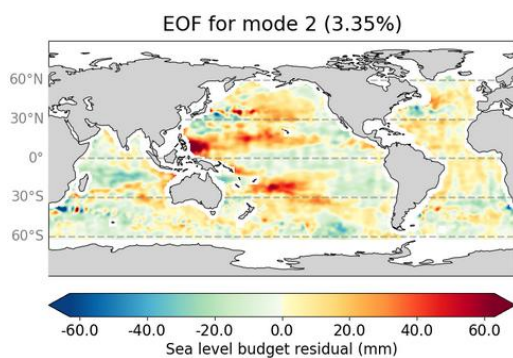 EOF for mode 2 (3.35%)
60°N
30°N
0°
30°S
60°S
-60.0 -40.0 -20.0 0.0 20.0 40.0 60.0
Sea level budget residual (mm)